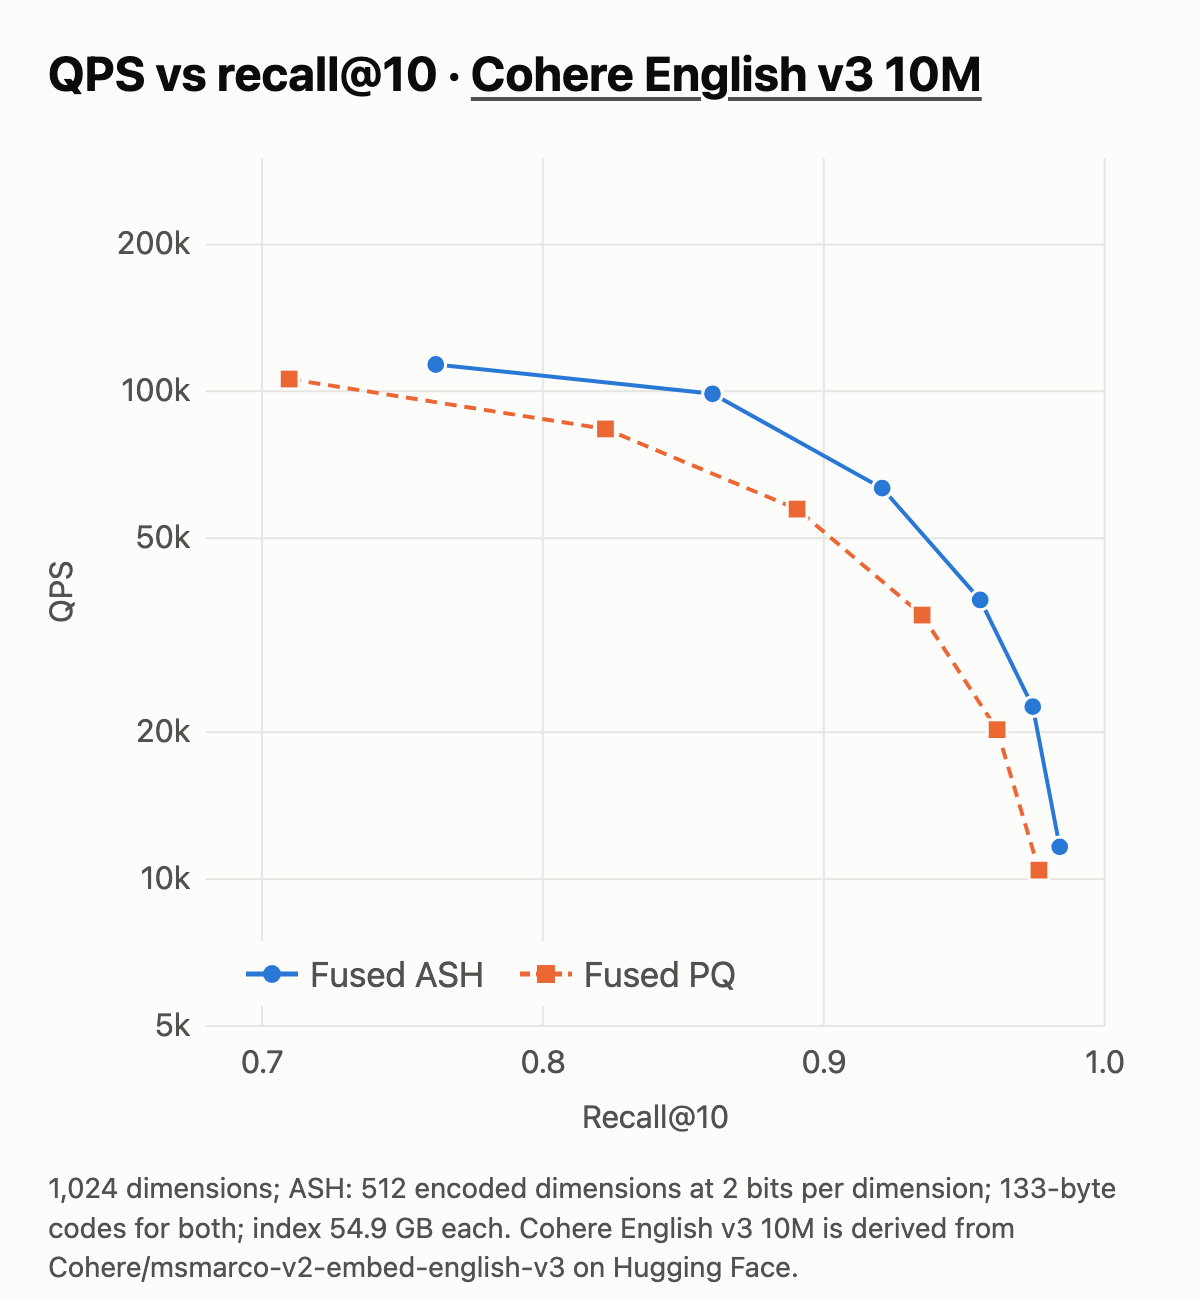 QPS vs recall@10 · Cohere English v3 10M
200k
100k
50k
20k
10k
5k
QPS
Fused ASH
Fused PQ
0.7
0.8
0.9
1.0
Recall@10
1,024 dimensions; ASH: 512 encoded dimensions at 2 bits per dimension; 133-byte
codes for both; index 54.9 GB each. Cohere English v3 10M is derived from
Cohere/msmarco-v2-embed-english-v3 on Hugging Face.